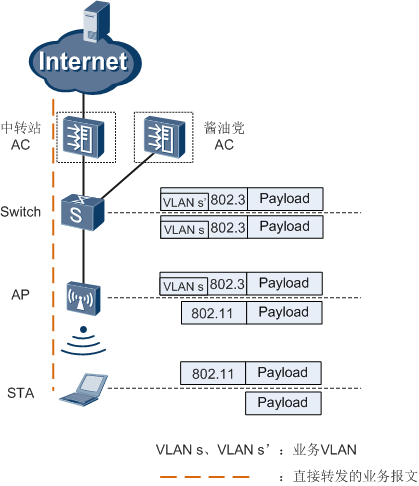 Internet
中转站
AC
酱油党
AC
Switch
S
VLAN s' 802.3 Payload
VLAN s 802.3 Payload
AP
VLAN s 802.3 Payload
802.11 Payload
STA
802.11 Payload
Payload
VLAN s、VLAN s’：业务VLAN
：直接转发的业务报文